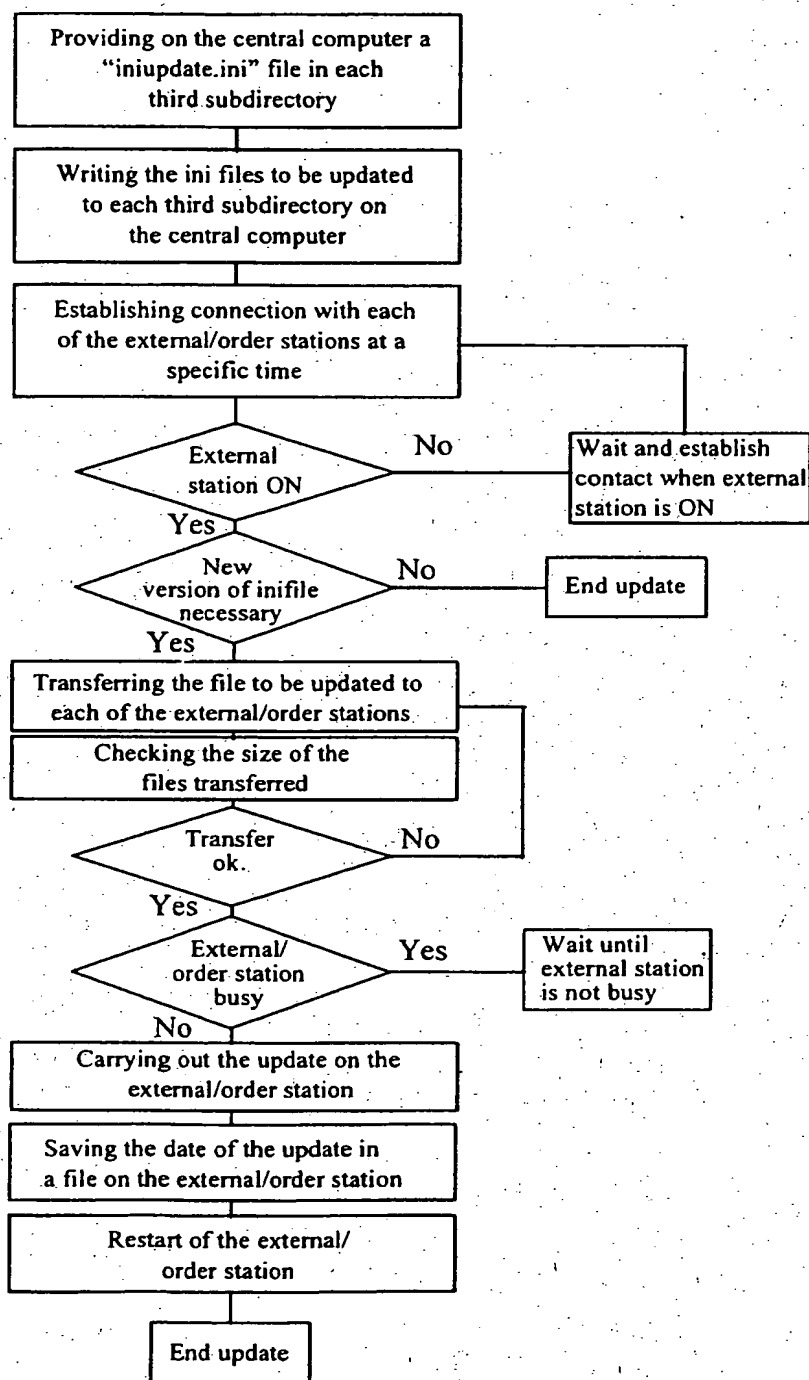 Providing on the central computer a
“iniupdate.ini” file in each
third subdirectory
Writing the ini files to be updated
to each third subdirectory on
the central computer
Establishing connection with each
of the external/order stations at a
specific time
External
station ON
No
Wait and establish
contact when external
station is ON
Yes
New
version of inifile
necessary
No
End update
Yes
Transferring the file to be updated to
each of the external/order stations
Checking the size of the
files transferred
Transfer
ok.
No
Yes
External/
order station
busy
Yes
Wait until
external station
is not busy
No
Carrying out the update on the
external/order station
Saving the date of the update in
a file on the external/order station
Restart of the external/
order station
End update